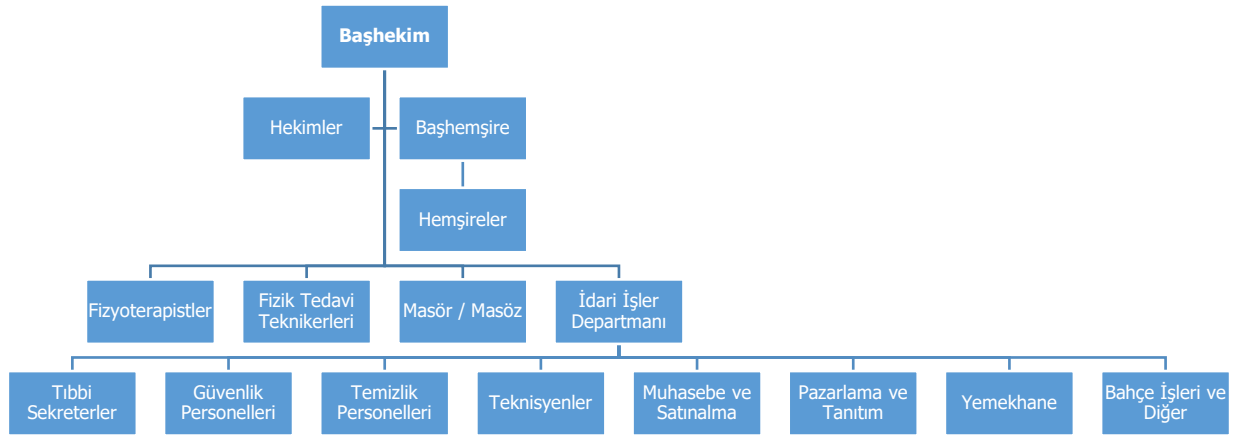 Başhekim
Hekimler
Başhemşire
Hemşireler
Fizyoterapistler
Fizik Tedavi
Teknikerleri
Masör / Masöz
İdari İşler
Departmanı
Tıbbi
Sekreterler
Güvenlik
Personelleri
Temizlik
Personelleri
Teknisyenler
Muhasebe ve
Satınalma
Pazarlama ve
Tanıtım
Yemekhane
Bahçe İşleri ve
Diğer